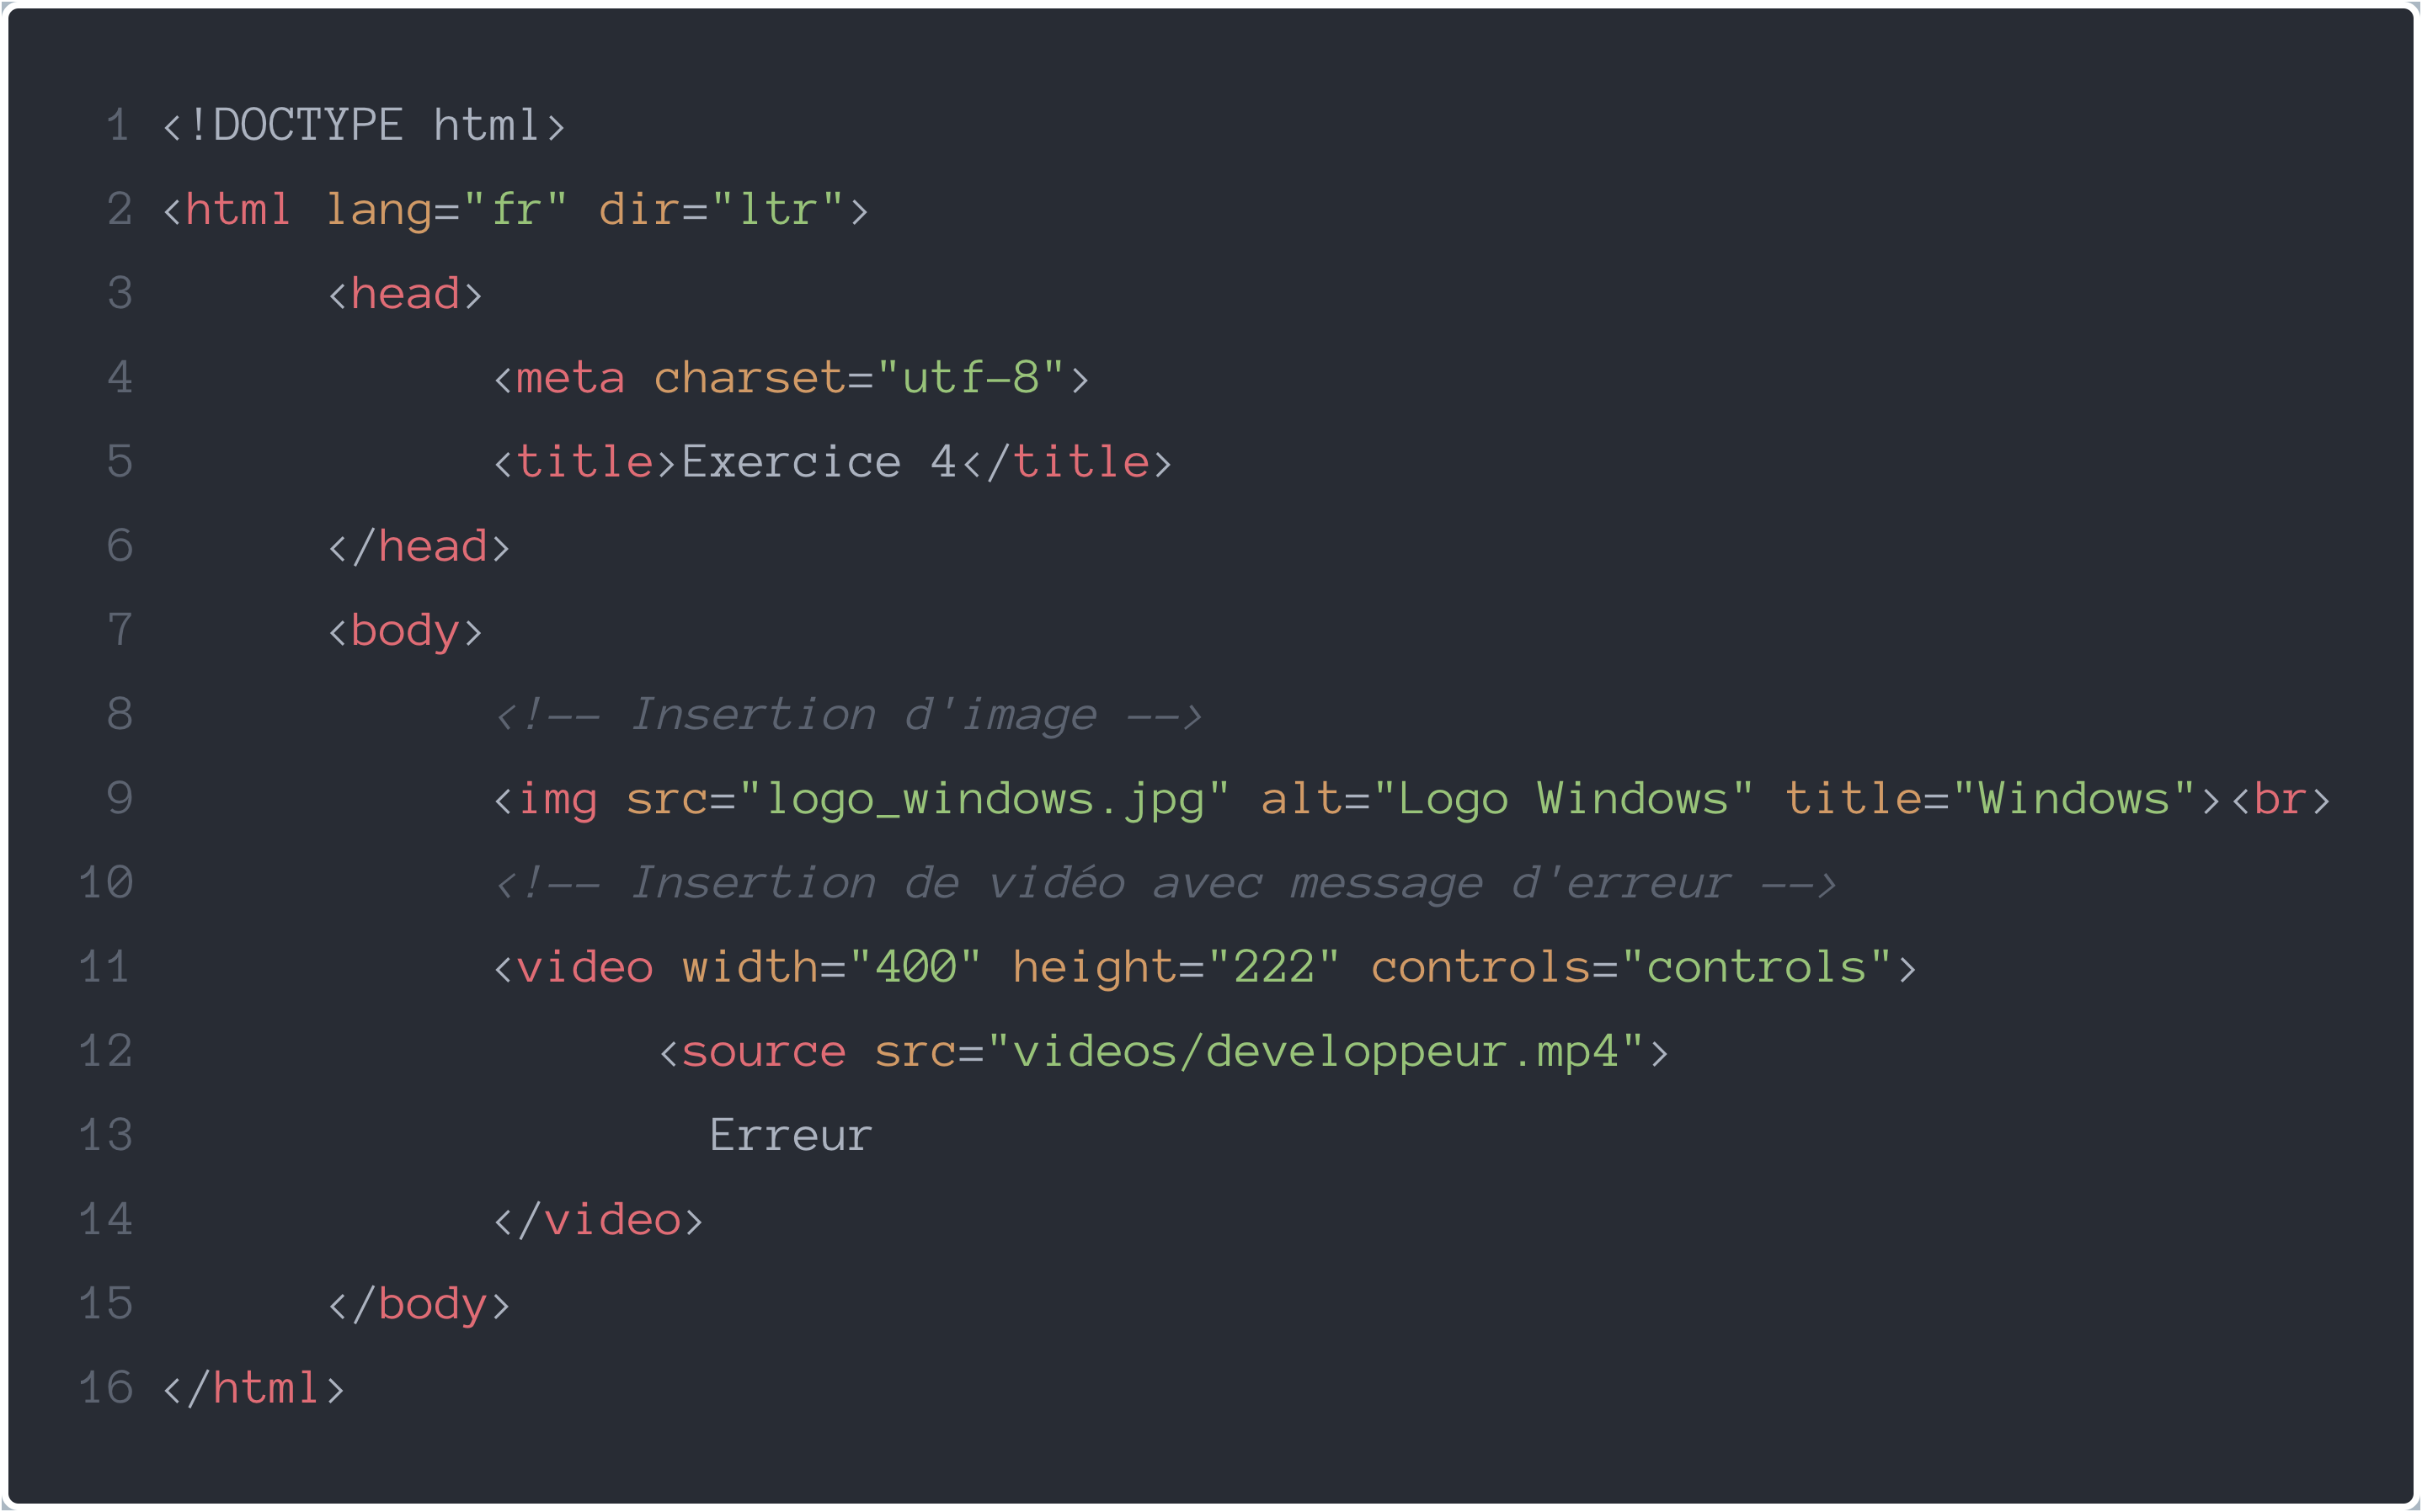 1 <!DOCTYPE html>
2 <html lang="fr" dir="ltr">
3 <head>
4 <meta charset="utf-8">
5 <title>Exercice 4</title>
6 </head>
7 <body>
8 <!-- Insertion d'image -->
9 <img src="logo_windows.jpg" alt="Logo Windows" title="Windows"><br>
10 <!-- Insertion de vidéo avec message d'erreur -->
11 <video width="400" height="222" controls="controls">
12 <source src="videos/developpeur.mp4">
13 Erreur
14 </video>
15 </body>
16 </html>